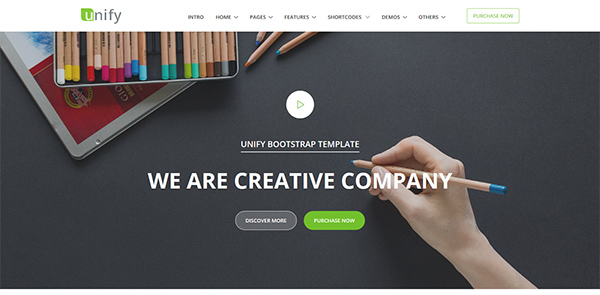 unify
INTRO HOME PAGES FEATURES SHORTCODES DEMOS OTHERS PURCHASE NOW
UNIFY BOOTSTRAP TEMPLATE
WE ARE CREATIVE COMPANY
DISCOVER MORE PURCHASE NOW